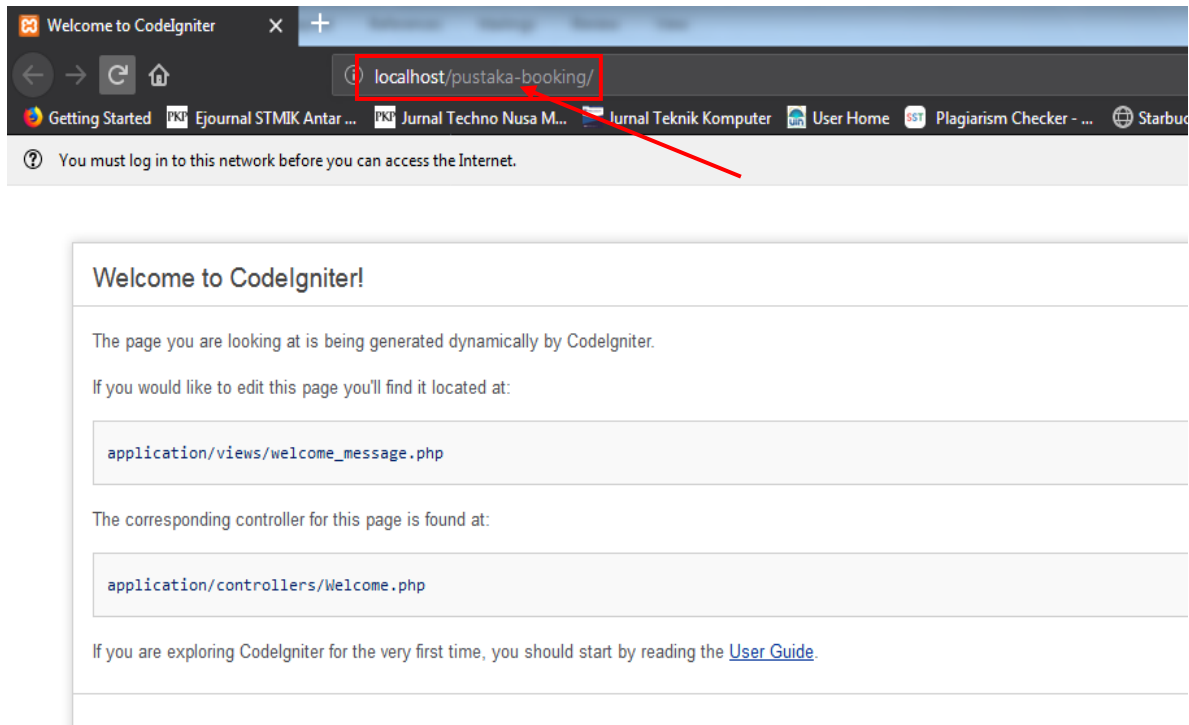 Welcome to CodeIgniter
localhost/pustaka-booking/
Getting Started PKP Ejournal STMIK Antar ... PKP Jurnal Techno Nusa M... Jurnal Teknik Komputer User Home SST Plagiarism Checker - ... Starbuc
You must log in to this network before you can access the Internet.
Welcome to CodeIgniter!
The page you are looking at is being generated dynamically by CodeIgniter.
If you would like to edit this page you'll find it located at:
application/views/welcome_message.php
The corresponding controller for this page is found at:
application/controllers/Welcome.php
If you are exploring CodeIgniter for the very first time, you should start by reading the User Guide.